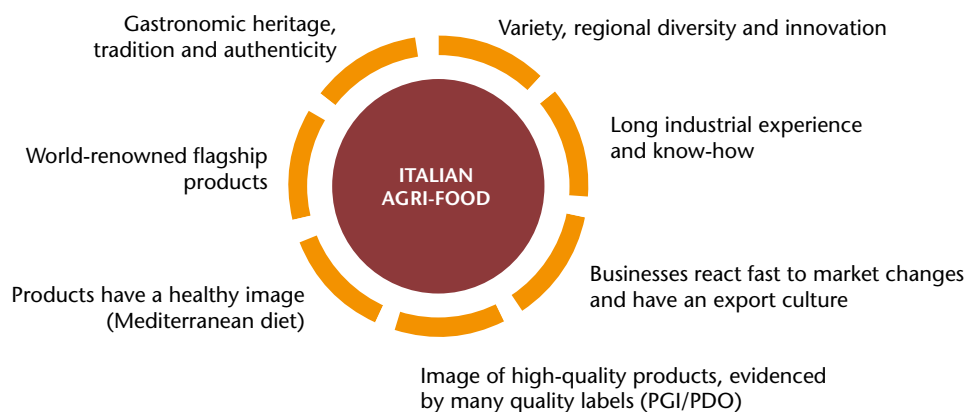 Gastronomic heritage,
tradition and authenticity
Variety, regional diversity and innovation
Long industrial experience
and know-how
World-renowned flagship
products
ITALIAN
AGRI-FOOD
Businesses react fast to market changes
and have an export culture
Products have a healthy image
(Mediterranean diet)
Image of high-quality products, evidenced
by many quality labels (PGI/PDO)